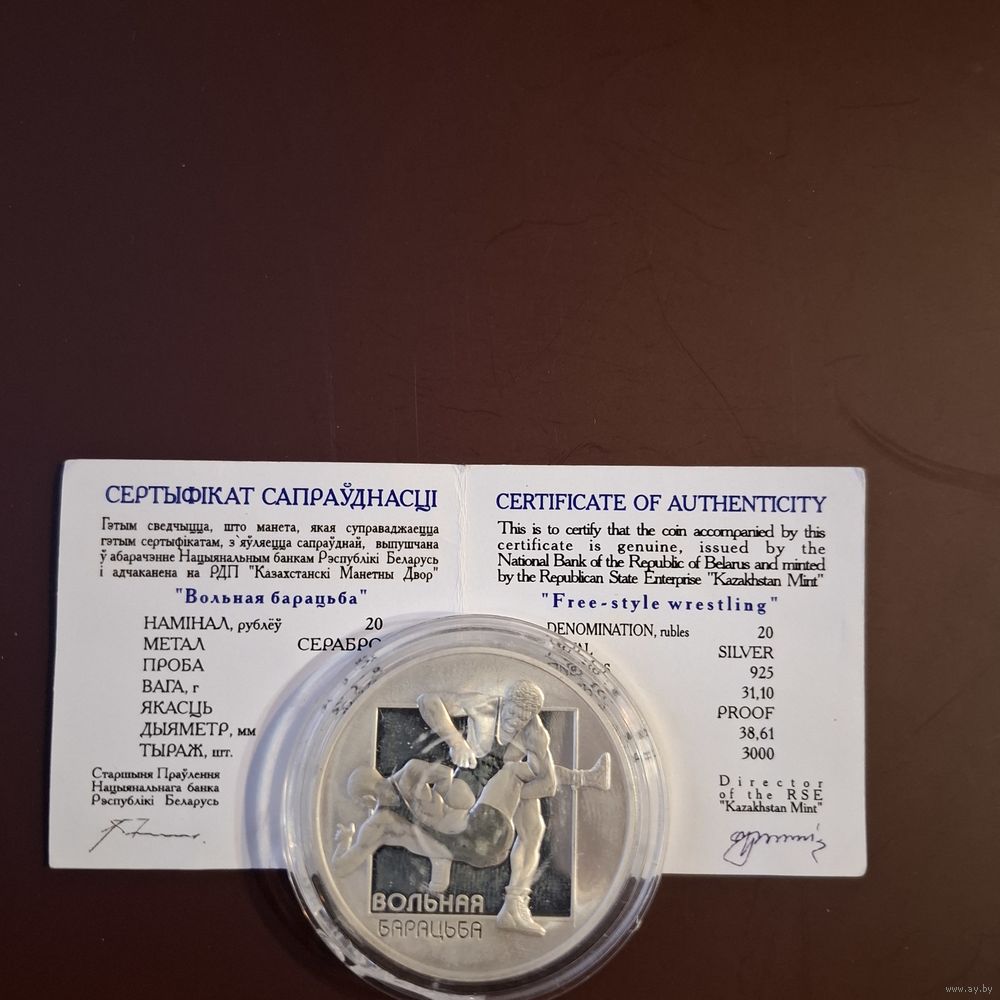 СЕРТЫФІКАТ САПРАЎДНАСЦІ
Гэтым сведчыцца, што манета, якая суправаджаецца
гэтым сертыфікатам, з`яўляецца сапраўднай, выпушчана
ў абарачэнне Нацыянальным банкам Рэспублікі Беларусь
і адчаканена на РДП "Казахстанскі Манетны Двор"
"Вольная барацьба"
НАМІНАЛ, рублёў 20
МЕТАЛ СЕРАБРО
ПРОБА
ВАГА, г
ЯКАСЦЬ
ДЫЯМЕТР, мм
ТЫРАЖ, шт.
Старшыня Праўлення
Нацыянальнага банка
Рэспублікі Беларусь
CERTIFICATE OF AUTHENTICITY
This is to certify that the coin accompanied by this
certificate is genuine, issued by the
National Bank of the Republic of Belarus and minted
by the Republican State Enterprise "Kazakhstan Mint"
"Free-style wrestling"
DENOMINATION, rubles 20
SILVER
925
31,10
PROOF
38,61
3000
Director
of the RSE
"Kazakhstan Mint"
ВОЛЬНАЯ
БАРАЦЬБА
www.ay.by